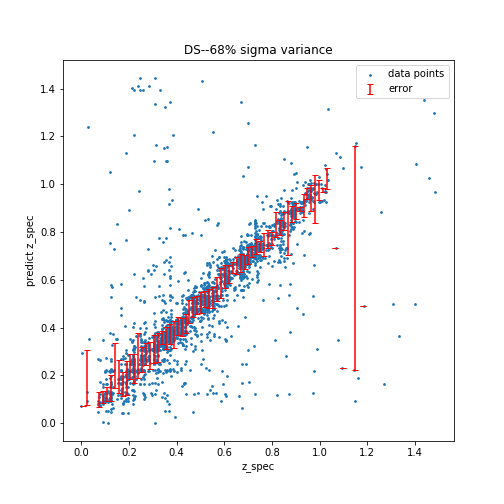 DS--68% sigma variance
data points
error
predict z_spec
1.4
1.2
1.0
0.8
0.6
0.4
0.2
0.0
0.0 0.2 0.4 0.6 0.8 1.0 1.2 1.4
z_spec